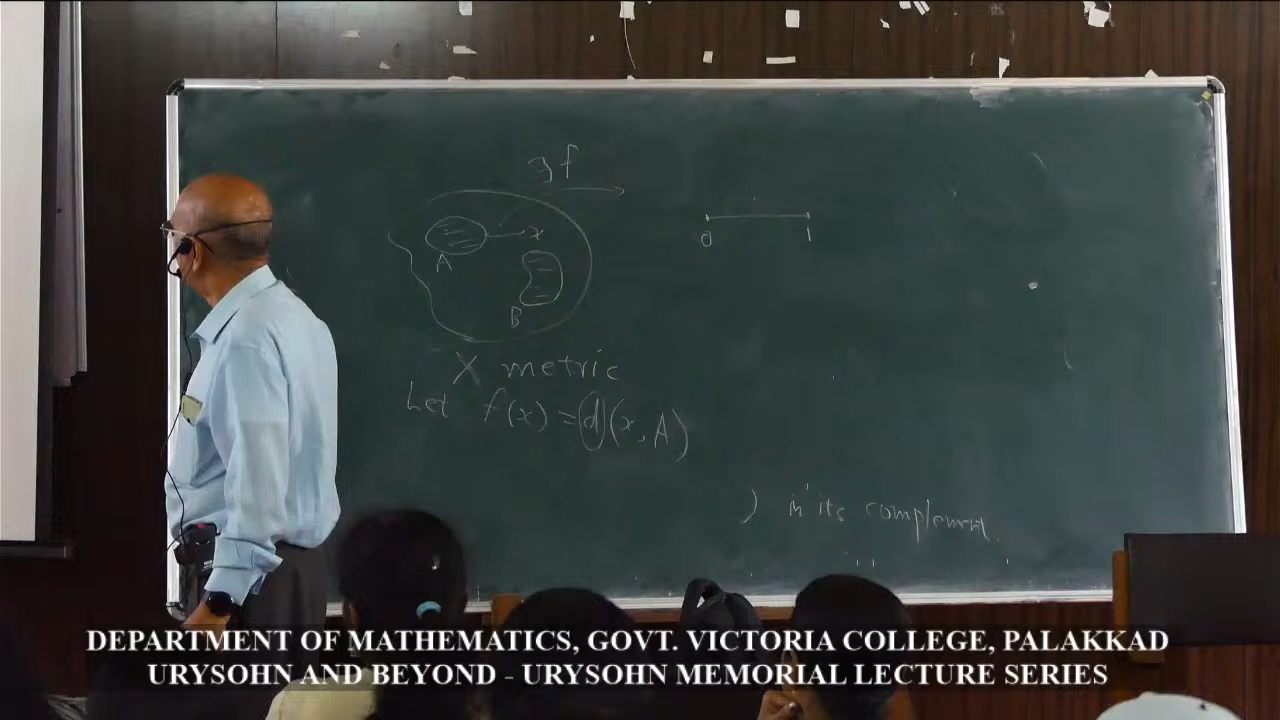 ∃ f
x
A
0 1
B
X metric
Let f(x) = d(x, A)
) in its complement
DEPARTMENT OF MATHEMATICS, GOVT. VICTORIA COLLEGE, PALAKKAD
URYSOHN AND BEYOND - URYSOHN MEMORIAL LECTURE SERIES